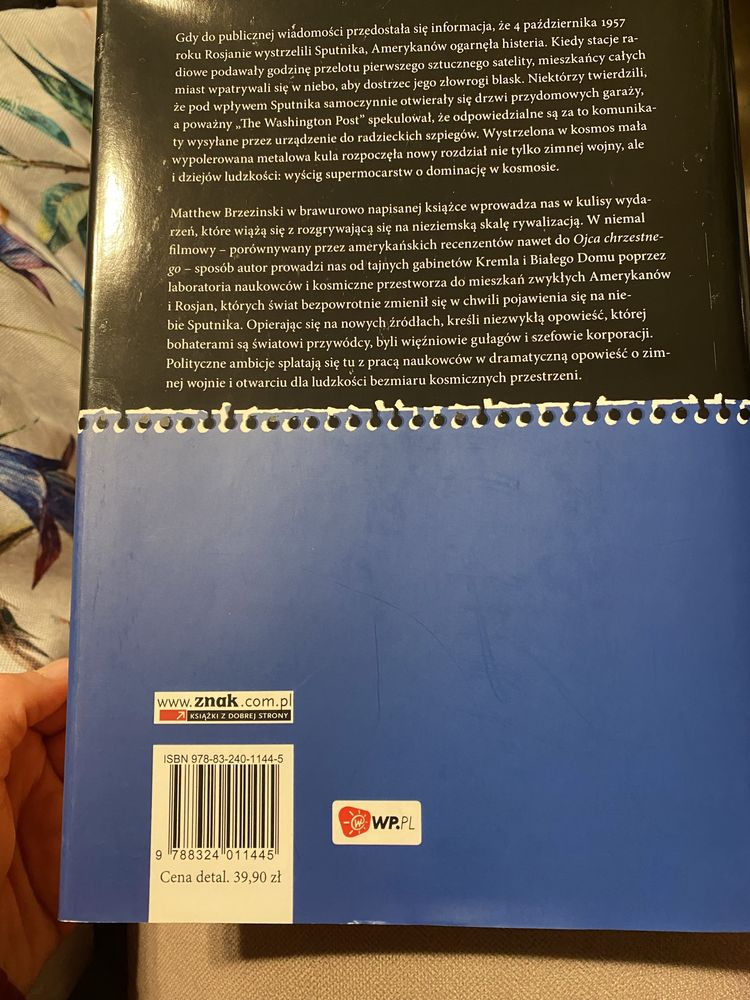 Gdy do publicznej wiadomości przedostała się informacja, że 4 października 1957
roku Rosjanie wystrzelili Sputnika, Amerykanów ogarnęła histeria. Kiedy stacje ra-
diowe podawały godzinę przelotu pierwszego sztucznego satelity, mieszkańcy całych
miast wpatrywali się w niebo, aby dostrzec jego złowrogi blask. Niektórzy twierdzili,
że pod wpływem Sputnika samoczynnie otwierały się drzwi przydomowych garaży,
a poważny „The Washington Post” spekulował, że odpowiedzialne są za to komunika-
ty wysyłane przez urządzenie do radzieckich szpiegów. Wystrzelona w kosmos mała
wypolerowana metalowa kula rozpoczęła nowy rozdział nie tylko zimnej wojny, ale
i dziejów ludzkości: wyścig supermocarstw o dominację w kosmosie.
Matthew Brzezinski w brawurowo napisanej książce wprowadza nas w kulisy wyda-
rzeń, które wiążą się z rozgrywającą się na nieziemską skalę rywalizacją. W niemal
filmowy – porównywany przez amerykańskich recenzentów nawet do Ojca chrzestne-
go – sposób autor prowadzi nas od tajnych gabinetów Kremla i Białego Domu poprzez
laboratoria naukowców i kosmiczne przestworza do mieszkań zwykłych Amerykanów
i Rosjan, których świat bezpowrotnie zmienił się w chwili pojawienia się na nie-
bie Sputnika. Opierając się na nowych źródłach, kreśli niezwykłą opowieść, której
bohaterami są światowi przywódcy, byli więźniowie gułagów i szefowie korporacji.
Polityczne ambicje splatają się tu z pracą naukowców w dramatyczną opowieść o zim-
nej wojnie i otwarciu dla ludzkości bezmiaru kosmicznych przestrzeni.
www.znak.com.pl
KSIĄŻKI Z DOBREJ STRONY
ISBN 978-83-240-1144-5
9 788324 011445
Cena detal. 39,90 zł
WP.PL